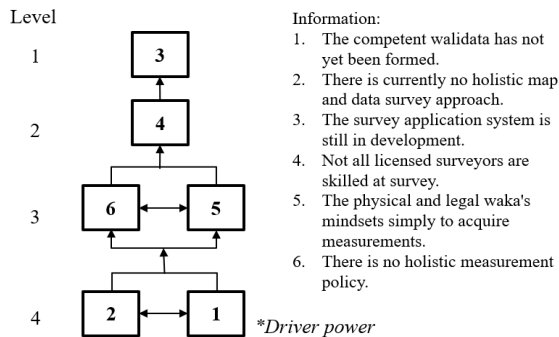 Level
1
3
2
4
3
6
5
4
2
1
*Driver power
Information:
1. The competent walidata has not
yet been formed.
2. There is currently no holistic map
and data survey approach.
3. The survey application system is
still in development.
4. Not all licensed surveyors are
skilled at survey.
5. The physical and legal waka's
mindsets simply to acquire
measurements.
6. There is no holistic measurement
policy.